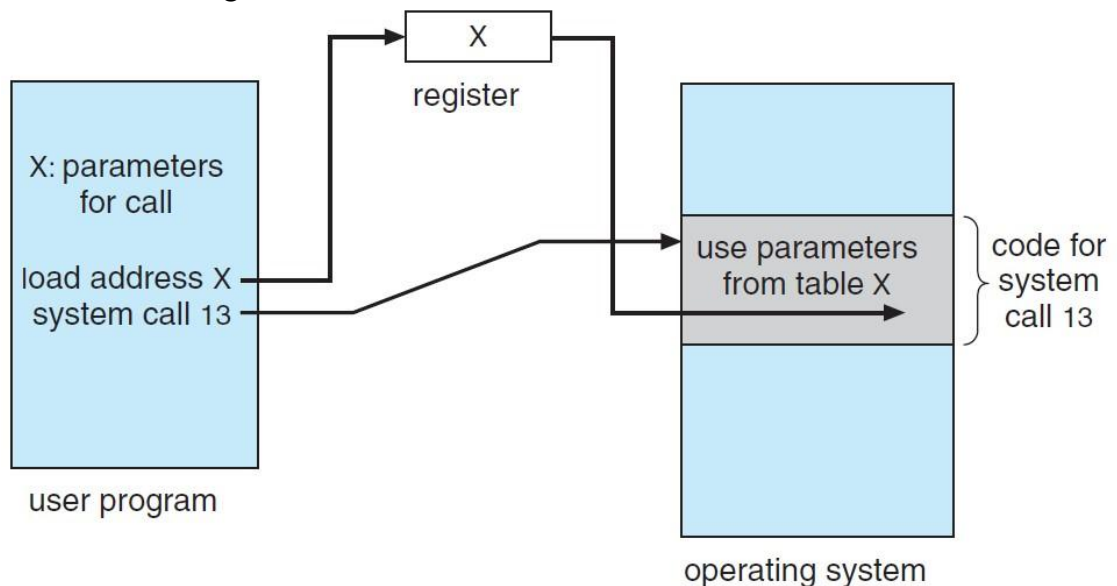 X
register
X: parameters
for call
load address X
system call 13
user program
use parameters
from table X
code for
system
call 13
operating system